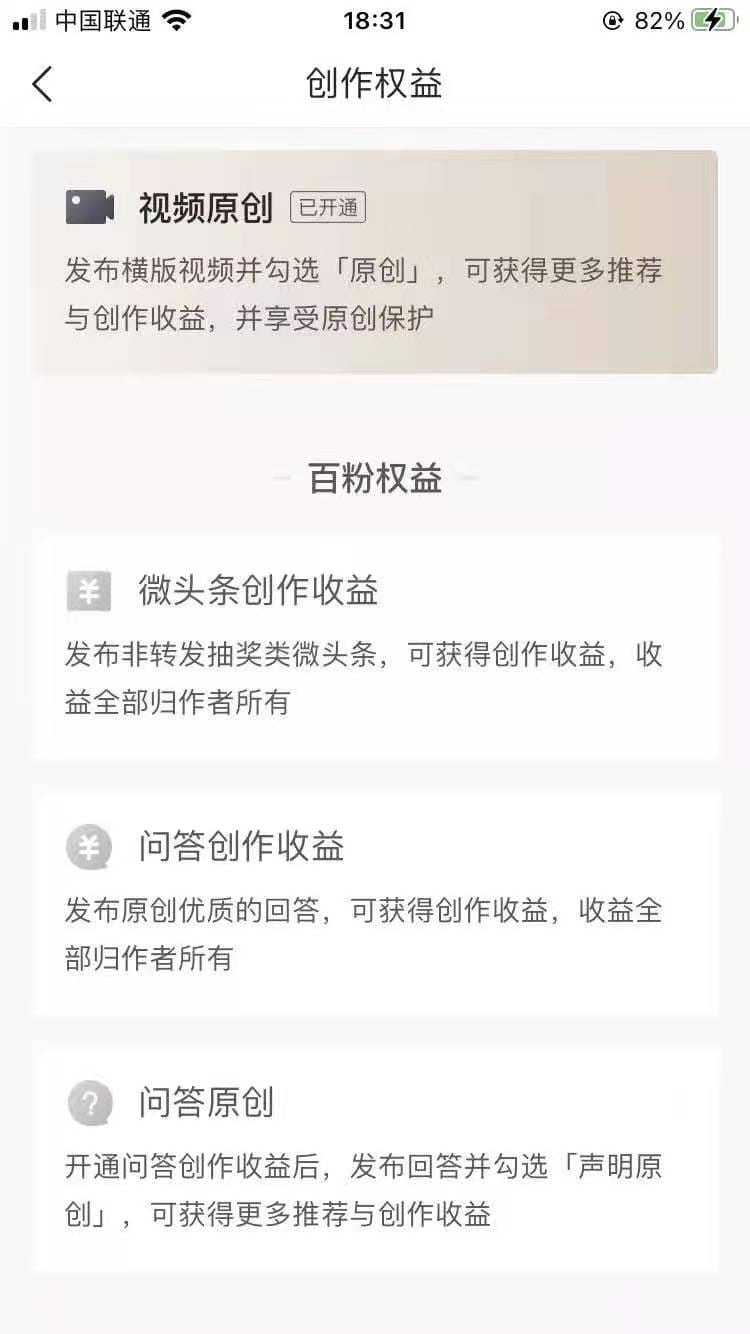 中国联通 18:31 82%
创作权益
视频原创 已开通
发布横版视频并勾选「原创」，可获得更多推荐
与创作收益，并享受原创保护
百粉权益
¥ 微头条创作收益
发布非转发抽奖类微头条，可获得创作收益，收
益全部归作者所有
¥ 问答创作收益
发布原创优质的回答，可获得创作收益，收益全
部归作者所有
? 问答原创
开通问答创作收益后，发布回答并勾选「声明原
创」，可获得更多推荐与创作收益